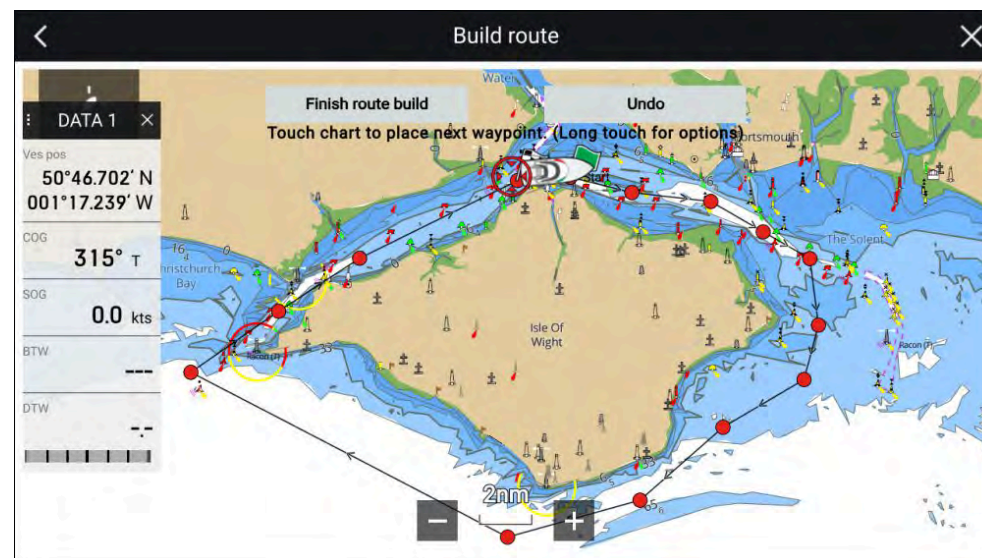 Build route
Finish route build
Undo
Touch chart to place next waypoint. (Long touch for options)
DATA 1
Ves pos
50°46.702' N
001°17.239' W
COG
315° T
SOG
0.0 kts
BTW
---
DTW
-.-
Water
Start
The Solent
Bay
Isle Of
Wight
Racon (T)
2nm